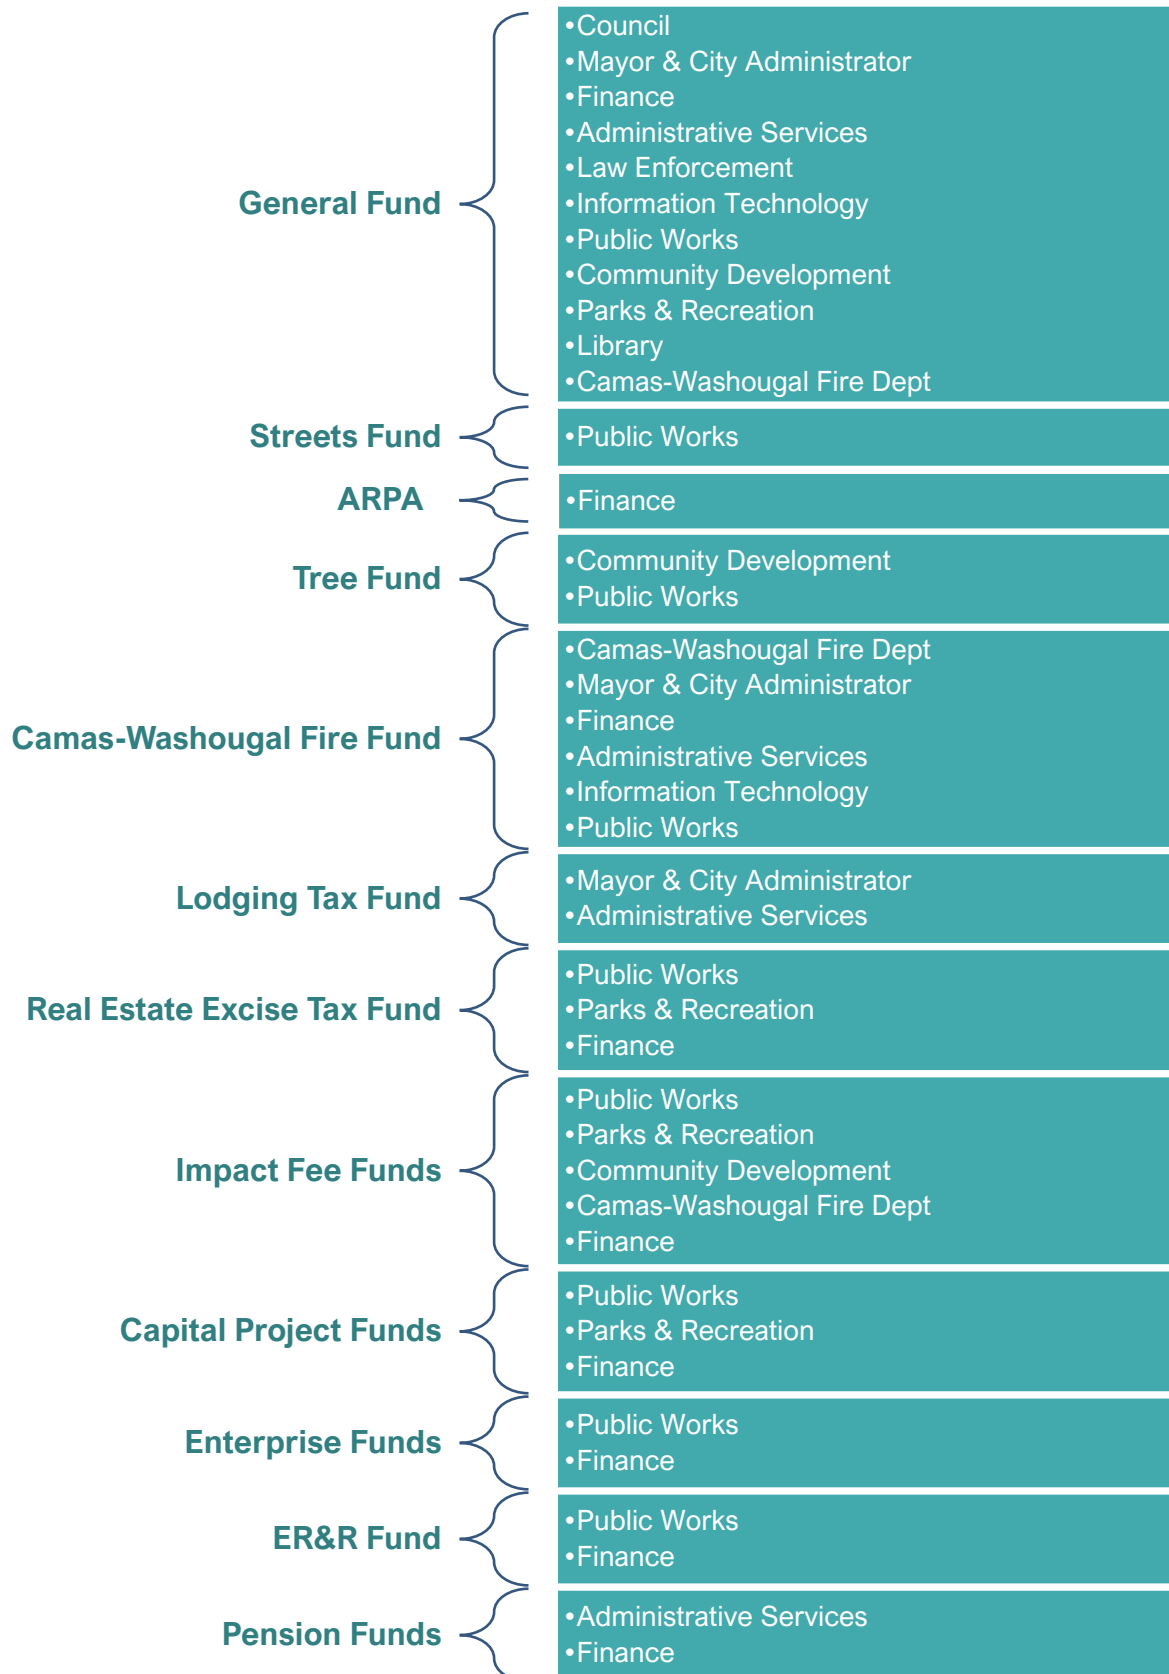 General Fund
•Council
•Mayor & City Administrator
•Finance
•Administrative Services
•Law Enforcement
•Information Technology
•Public Works
•Community Development
•Parks & Recreation
•Library
•Camas-Washougal Fire Dept
Streets Fund
•Public Works
ARPA
•Finance
Tree Fund
•Community Development
•Public Works
Camas-Washougal Fire Fund
•Camas-Washougal Fire Dept
•Mayor & City Administrator
•Finance
•Administrative Services
•Information Technology
•Public Works
Lodging Tax Fund
•Mayor & City Administrator
•Administrative Services
Real Estate Excise Tax Fund
•Public Works
•Parks & Recreation
•Finance
Impact Fee Funds
•Public Works
•Parks & Recreation
•Community Development
•Camas-Washougal Fire Dept
•Finance
Capital Project Funds
•Public Works
•Parks & Recreation
•Finance
Enterprise Funds
•Public Works
•Finance
ER&R Fund
•Public Works
•Finance
Pension Funds
•Administrative Services
•Finance